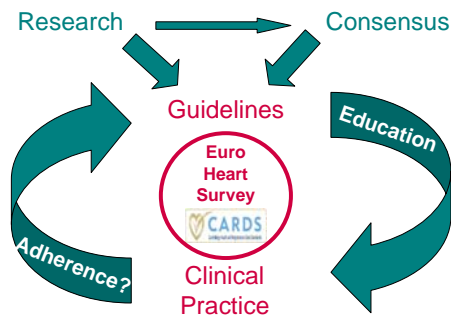 Research
Consensus
Guidelines
Education
Euro
Heart
Survey
CARDS
Adherence?
Clinical
Practice